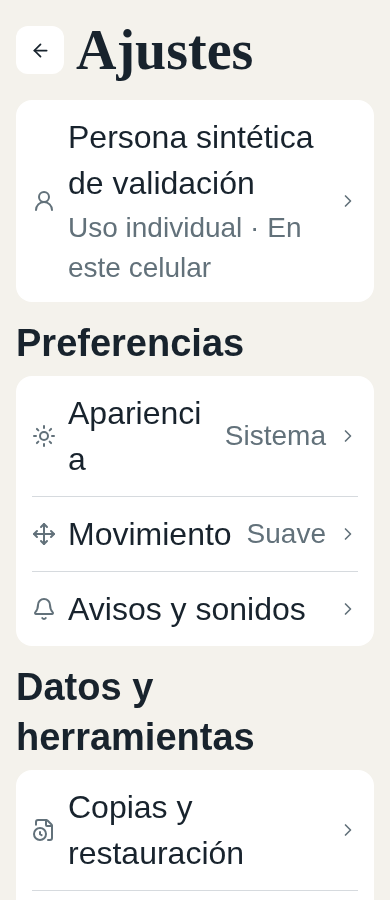 Ajustes
Persona sintética
de validación
Uso individual · En
este celular
Preferencias
Aparienci
a
Sistema
Movimiento
Suave
Avisos y sonidos
Datos y
herramientas
Copias y
restauración